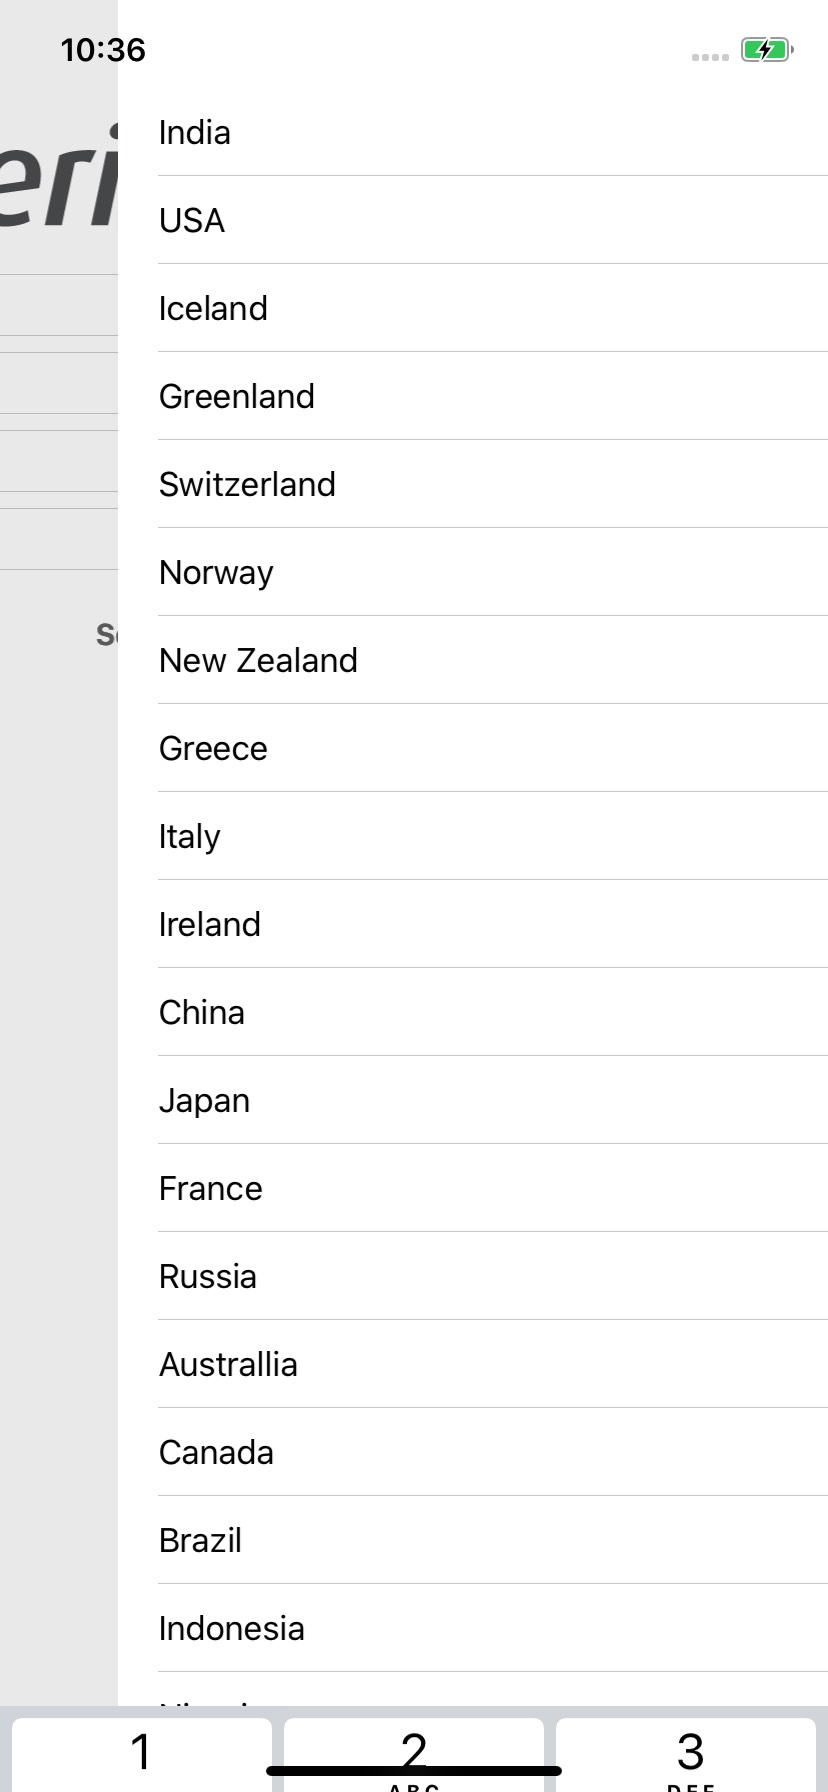 10:36
eri
India
USA
Iceland
Greenland
Switzerland
Norway
New Zealand
Greece
Italy
Ireland
China
Japan
France
Russia
Australlia
Canada
Brazil
Indonesia
1 2 3
ABC DEF